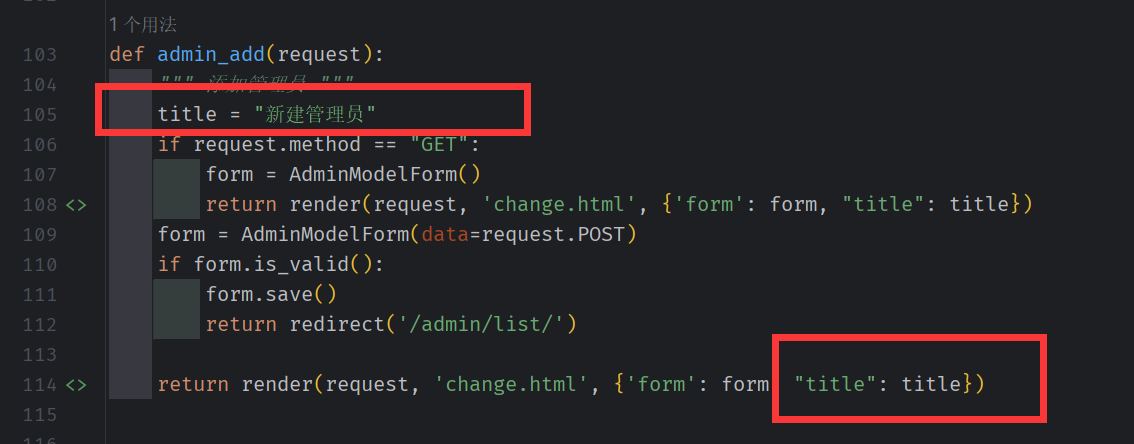 1 个用法
103 def admin_add(request):
104 """ 添加管理员 """
105 title = "新建管理员"
106 if request.method == "GET":
107 form = AdminModelForm()
108 <> return render(request, 'change.html', {'form': form, "title": title})
109 form = AdminModelForm(data=request.POST)
110 if form.is_valid():
111 form.save()
112 return redirect('/admin/list/')
113
114 <> return render(request, 'change.html', {'form': form "title": title})
115